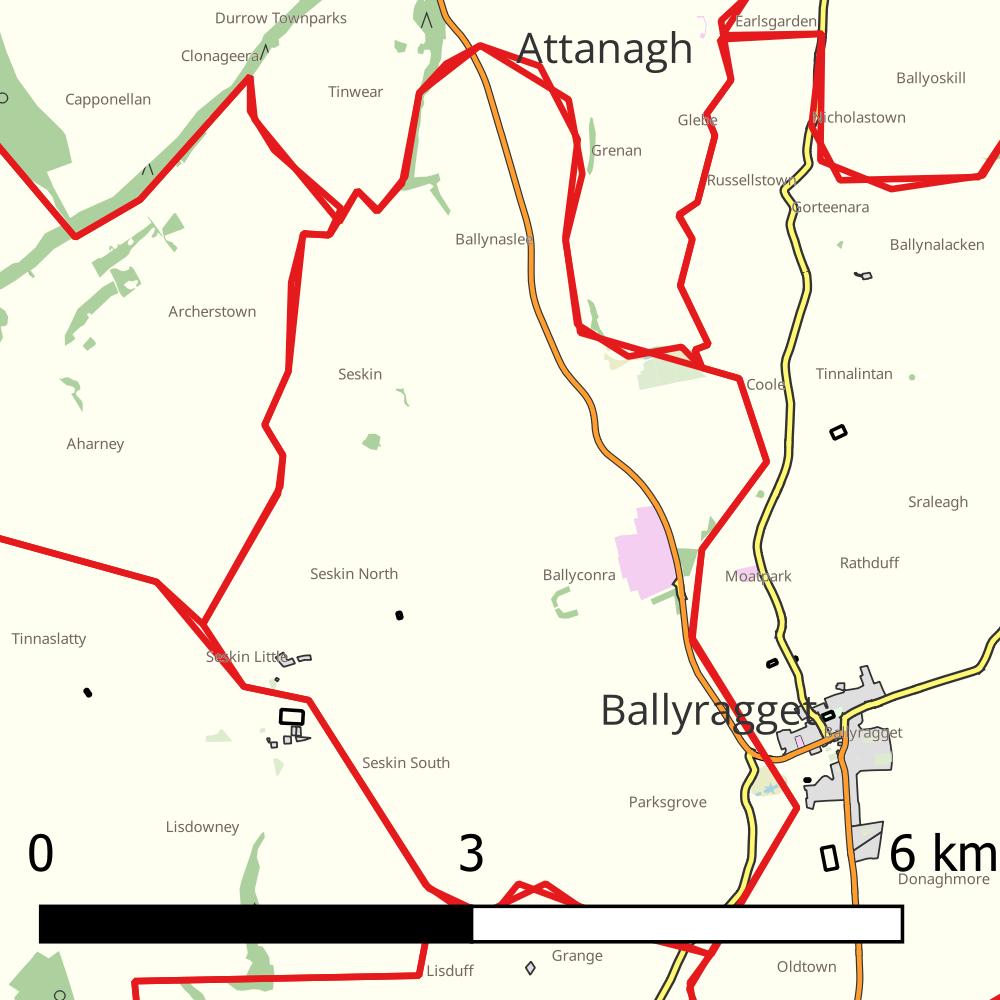 Durrow Townparks
Earlsgarden
Attanagh
Clonageera
Ballyoskill
Tinwear
Capponellan
Glebe
Nicholastown
Grenan
Russellstown
Gorteenara
Ballynaslee
Ballynalacken
Archerstown
Seskin
Tinnalintan
Coole
Aharney
Sraleagh
Rathduff
Seskin North
Ballyconra
Moatpark
Tinnaslatty
Seskin Little
Ballyragget
Ballyragget
Seskin South
Parksgrove
Lisdowney
0
3
6 km
Donaghmore
Grange
Lisduff
Oldtown